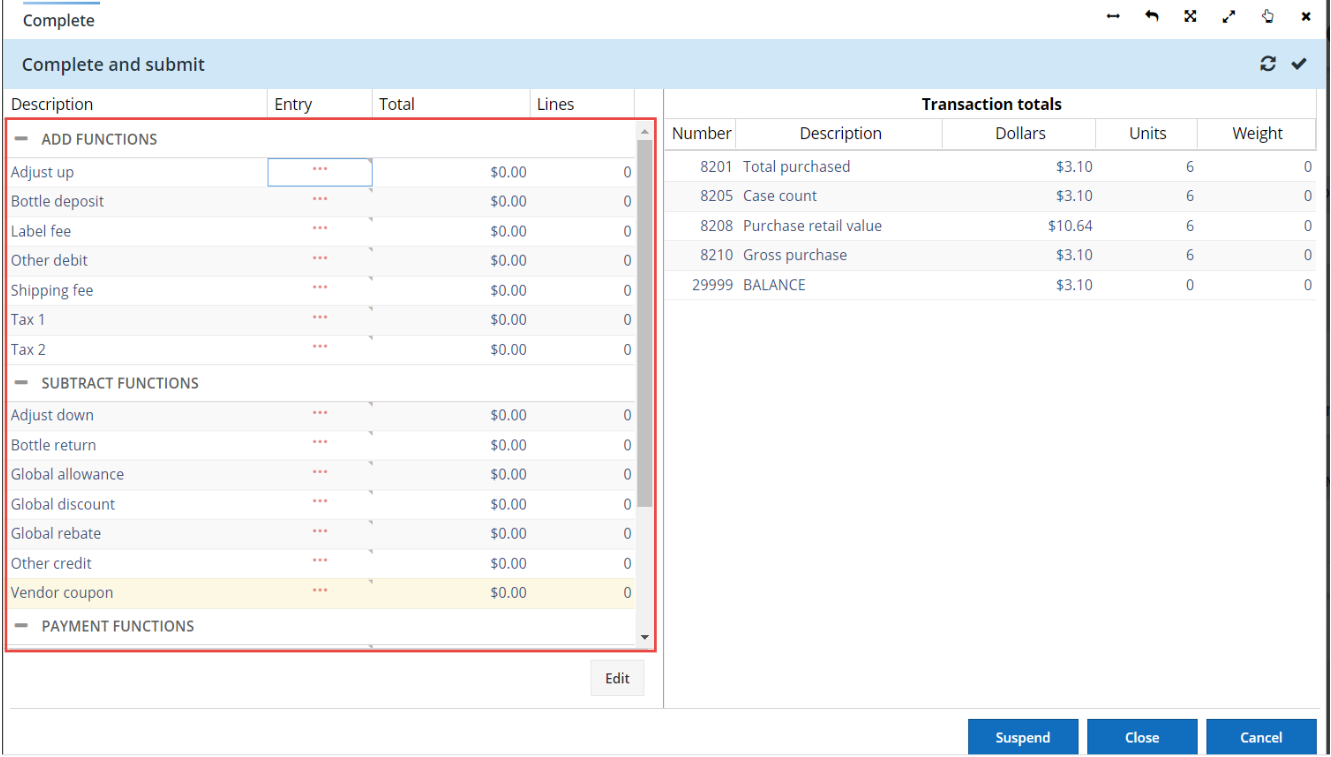 Complete
Complete and submit
Description Entry Total Lines
ADD FUNCTIONS
Adjust up ••• $0.00 0
Bottle deposit ••• $0.00 0
Label fee ••• $0.00 0
Other debit ••• $0.00 0
Shipping fee ••• $0.00 0
Tax 1 ••• $0.00 0
Tax 2 ••• $0.00 0
SUBTRACT FUNCTIONS
Adjust down ••• $0.00 0
Bottle return ••• $0.00 0
Global allowance ••• $0.00 0
Global discount ••• $0.00 0
Global rebate ••• $0.00 0
Other credit ••• $0.00 0
Vendor coupon ••• $0.00 0
PAYMENT FUNCTIONS
Edit
Transaction totals
Number Description Dollars Units Weight
8201 Total purchased $3.10 6 0
8205 Case count $3.10 6 0
8208 Purchase retail value $10.64 6 0
8210 Gross purchase $3.10 6 0
29999 BALANCE $3.10 0 0
Suspend Close Cancel